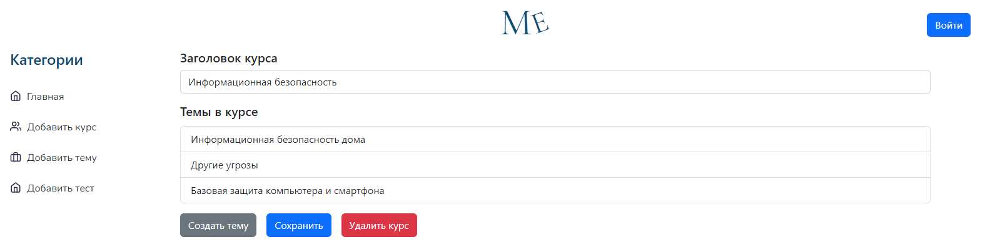 ME
Войти
Категории
Главная
Добавить курс
Добавить тему
Добавить тест
Заголовок курса
Информационная безопасность
Темы в курсе
Информационная безопасность дома
Другие угрозы
Базовая защита компьютера и смартфона
Создать тему
Сохранить
Удалить курс